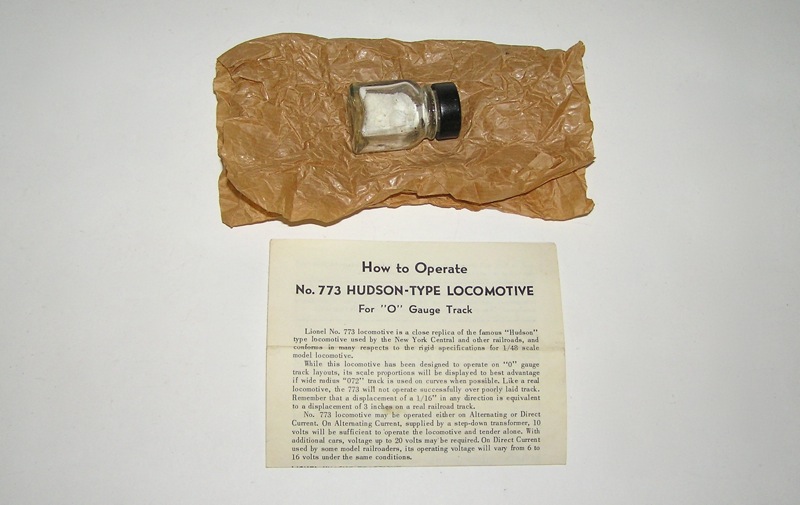 How to Operate
No. 773 HUDSON-TYPE LOCOMOTIVE
For "O" Gauge Track
Lionel No. 773 locomotive is a close replica of the famous "Hudson"
type locomotive used by the New York Central and other railroads, and
conforms in many respects to the rigid specifications for 1/48 scale
model locomotive.
While this locomotive has been designed to operate on "O" gauge
track layouts, its scale proportions will be displayed to best advantage
if wide radius "072" track is used on curves when possible. Like a real
locomotive, the 773 will not operate successfully over poorly laid track.
Remember that a displacement of a 1/16" in any direction is equivalent
to a displacement of 3 inches on a real railroad track.
No. 773 locomotive may be operated either on Alternating or Direct
Current. On Alternating Current, supplied by a step-down transformer, 10
volts will be sufficient to operate the locomotive and tender alone. With
additional cars, voltage up to 20 volts may be required. On Direct Current
used by some model railroaders, its operating voltage will vary from 6 to
16 volts under the same conditions.